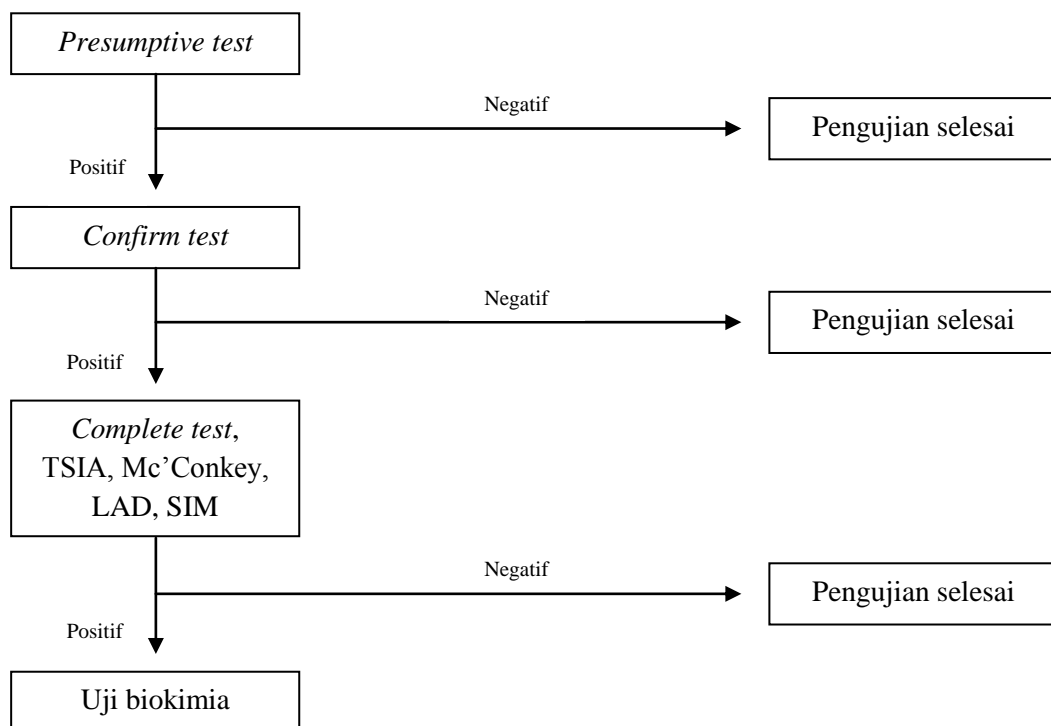 Presumptive test
Negatif
Pengujian selesai
Positif
Confirm test
Negatif
Pengujian selesai
Positif
Complete test,
TSIA, Mc’Conkey,
LAD, SIM
Negatif
Pengujian selesai
Positif
Uji biokimia